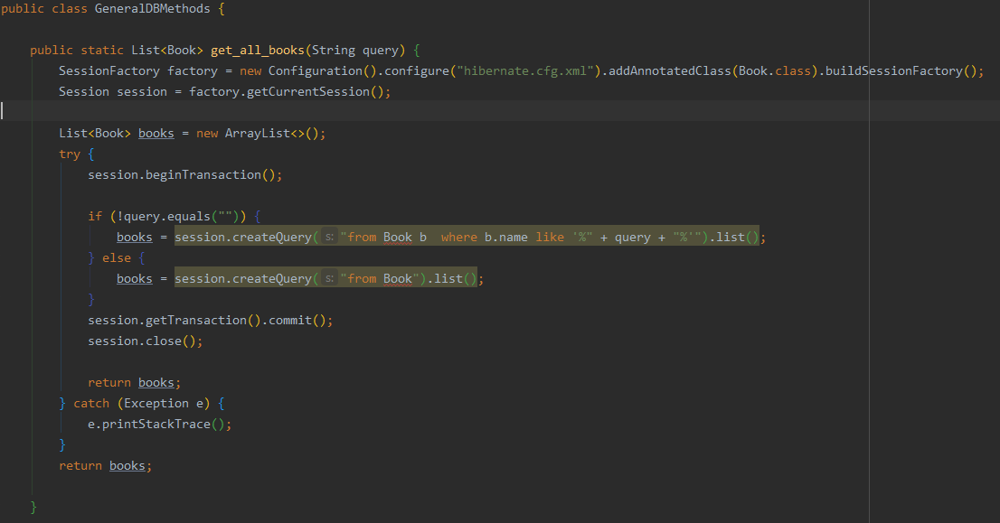 public class GeneralDBMethods {
public static List<Book> get_all_books(String query) {
SessionFactory factory = new Configuration().configure("hibernate.cfg.xml").addAnnotatedClass(Book.class).buildSessionFactory();
Session session = factory.getCurrentSession();
List<Book> books = new ArrayList<>();
try {
session.beginTransaction();
if (!query.equals("")) {
books = session.createQuery( s: "from Book b  where b.name like '%" + query + "%'").list();
} else {
books = session.createQuery( s: "from Book").list();
}
session.getTransaction().commit();
session.close();
return books;
} catch (Exception e) {
e.printStackTrace();
}
return books;
}